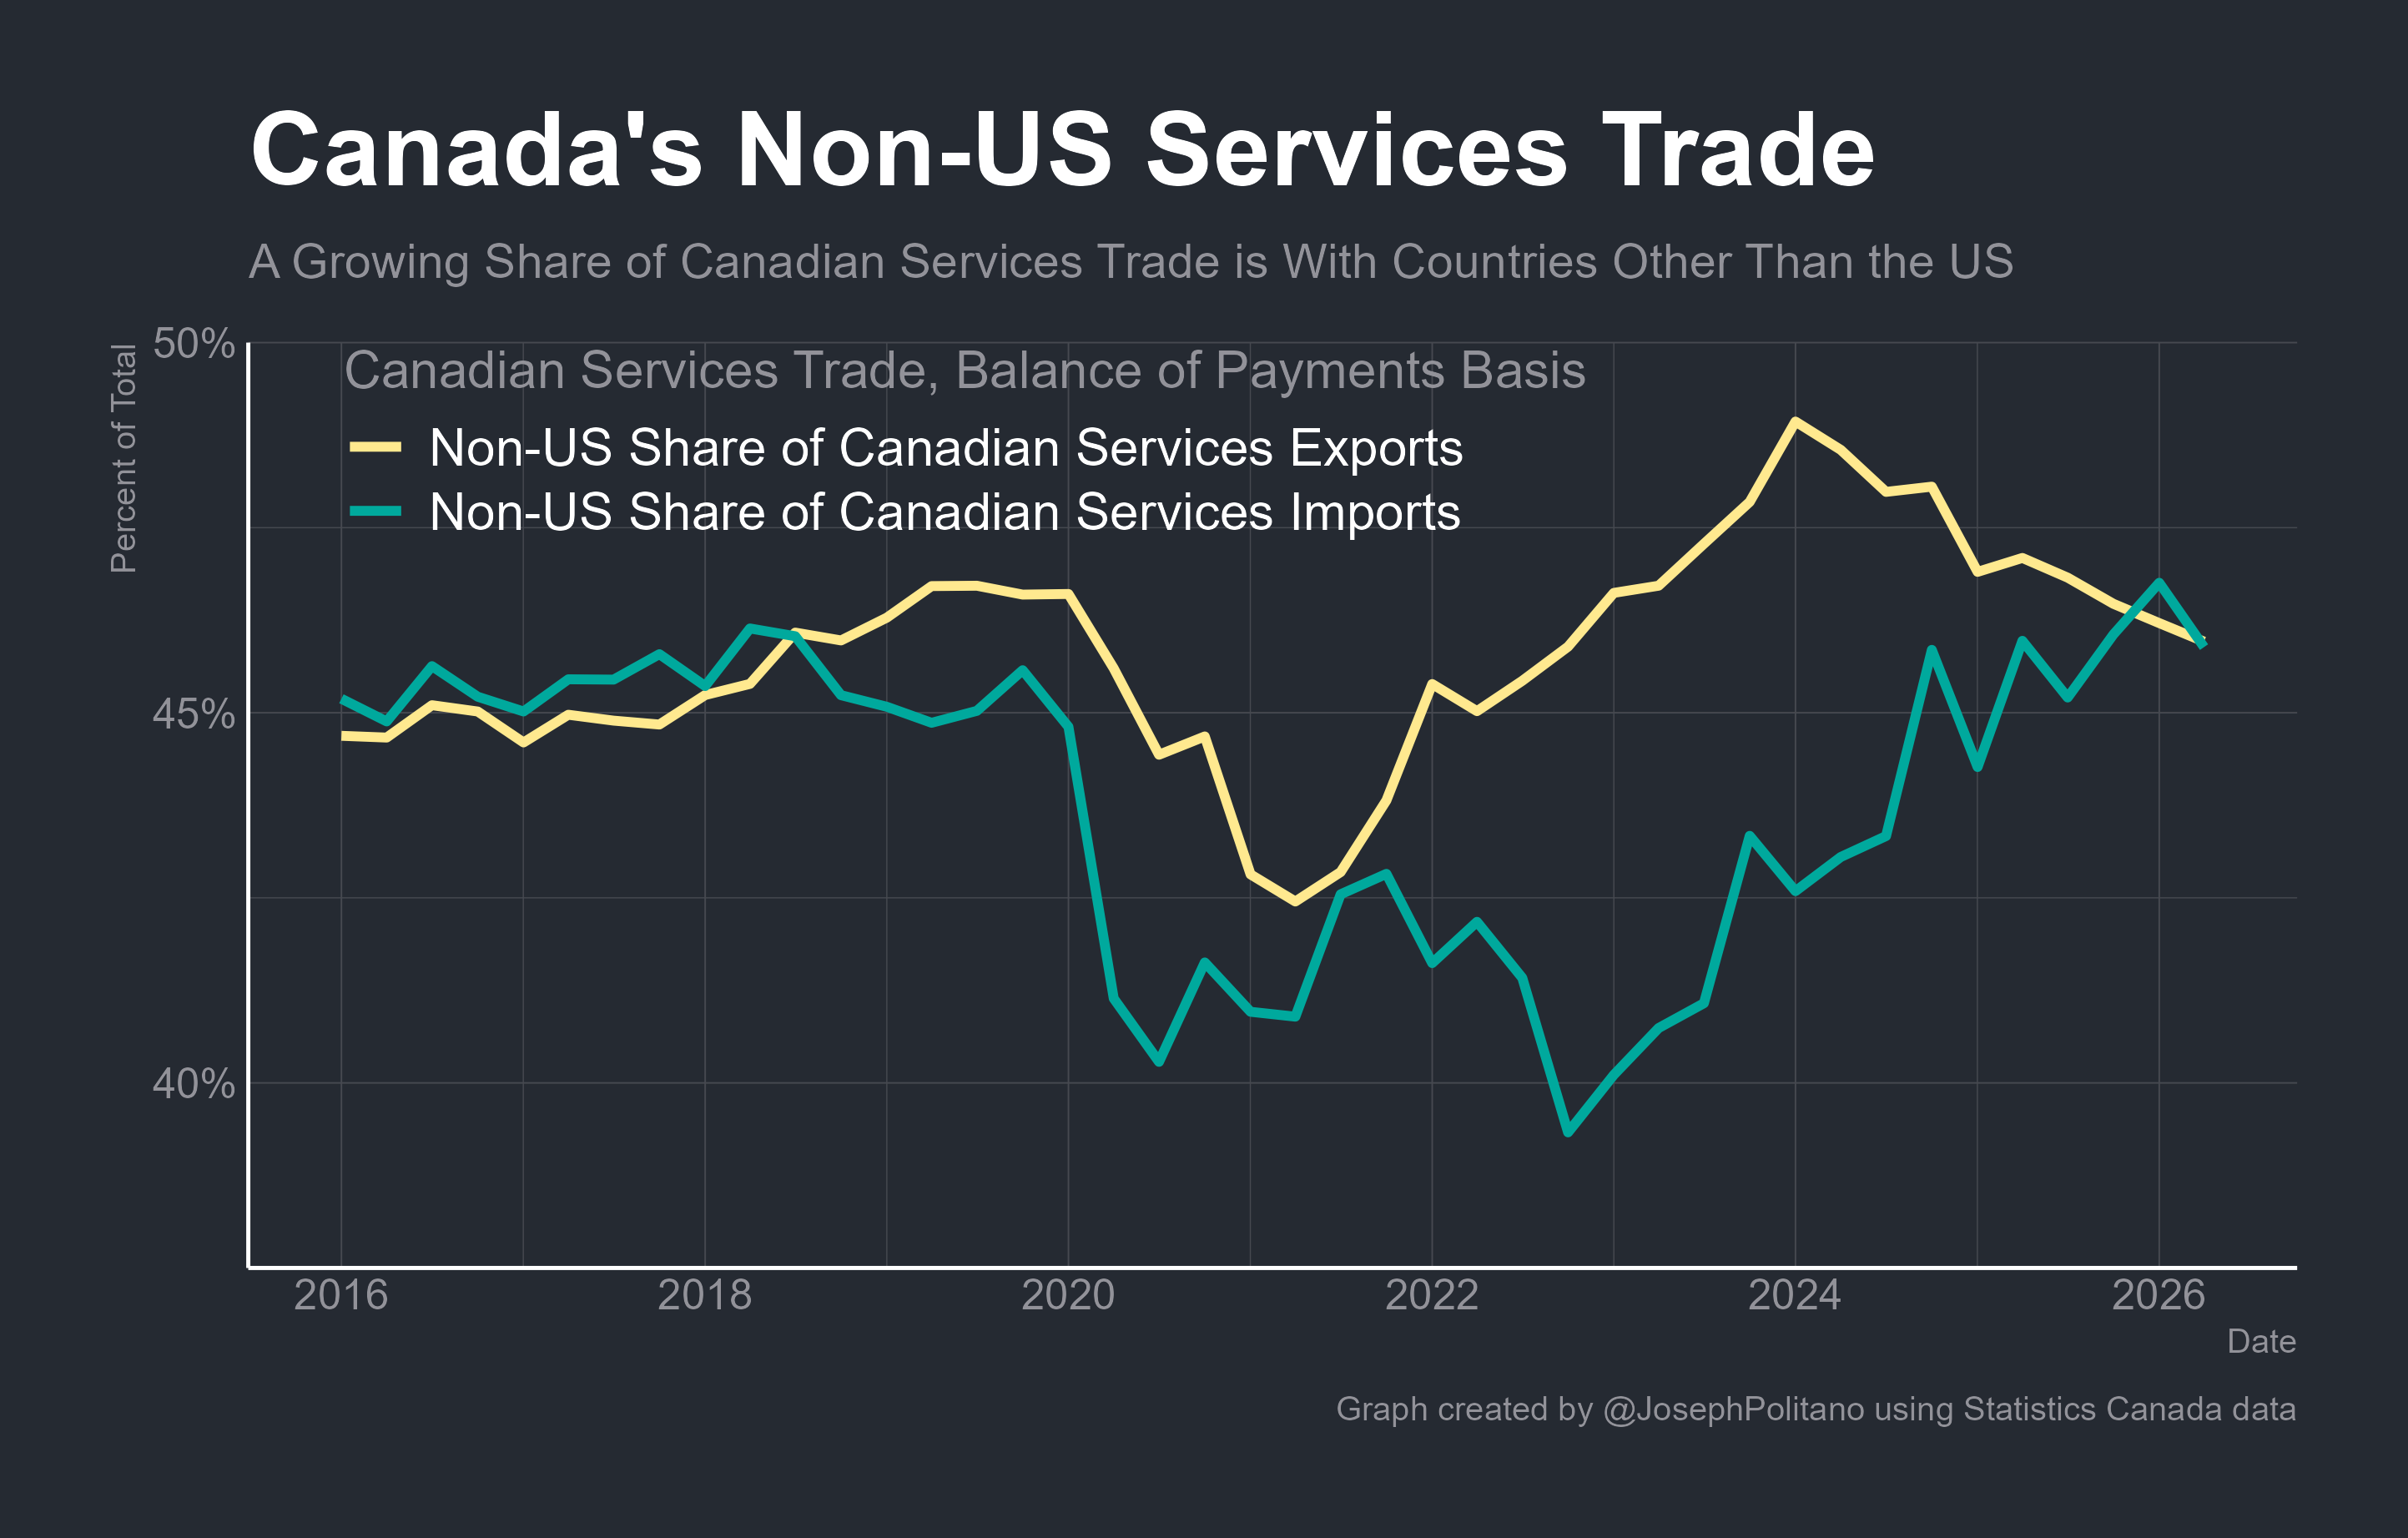 Canada's Non-US Services Trade
A Growing Share of Canadian Services Trade is With Countries Other Than the US
Percent of Total
50%
45%
40%
Canadian Services Trade, Balance of Payments Basis
Non-US Share of Canadian Services Exports
Non-US Share of Canadian Services Imports
2016 2018 2020 2022 2024 2026
Date
Graph created by @JosephPolitano using Statistics Canada data